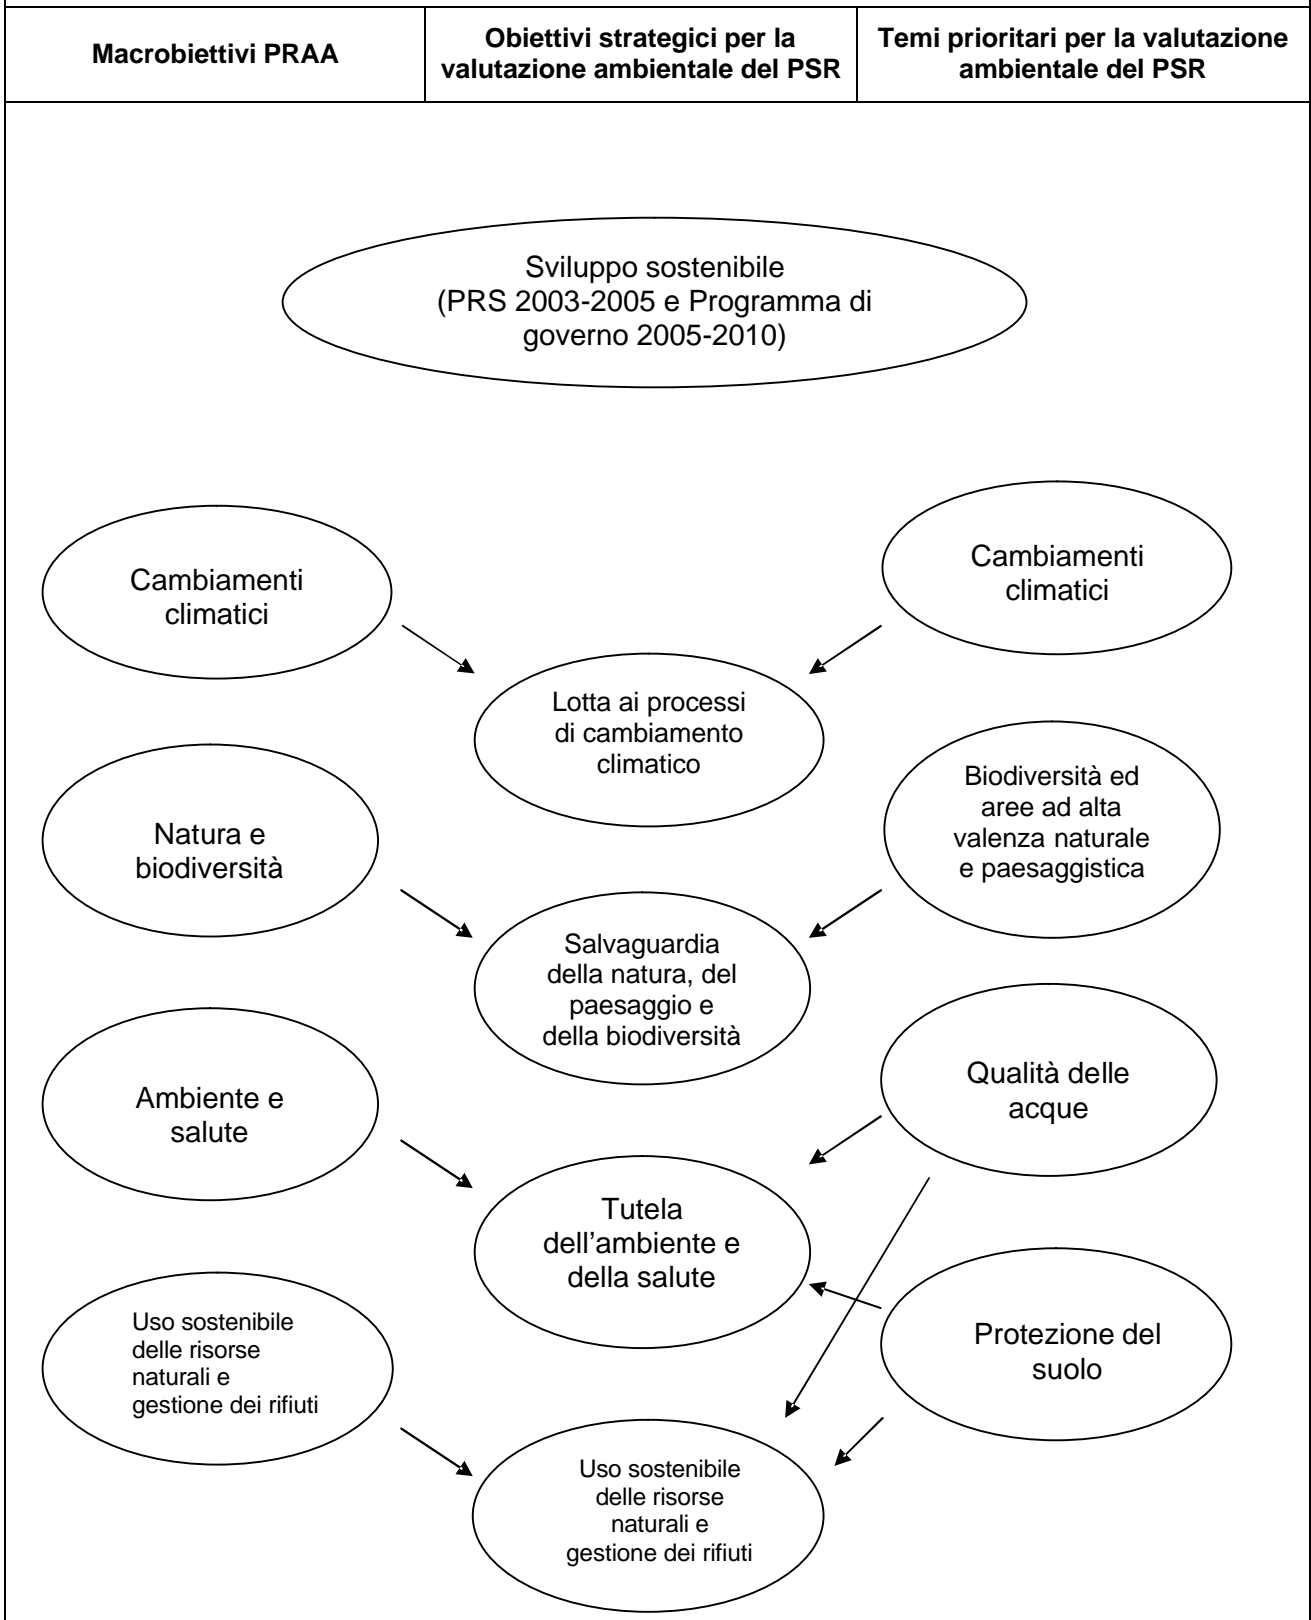 Macrobiettivi PRAA
Obiettivi strategici per la
valutazione ambientale del PSR
Temi prioritari per la valutazione
ambientale del PSR
Sviluppo sostenibile
(PRS 2003-2005 e Programma di
governo 2005-2010)
Cambiamenti
climatici
Cambiamenti
climatici
Lotta ai processi
di cambiamento
climatico
Natura e
biodiversità
Biodiversità ed
aree ad alta
valenza naturale
e paesaggistica
Salvaguardia
della natura, del
paesaggio e
della biodiversità
Ambiente e
salute
Qualità delle
acque
Tutela
dell’ambiente e
della salute
Uso sostenibile
delle risorse
naturali e
gestione dei rifiuti
Protezione del
suolo
Uso sostenibile
delle risorse
naturali e
gestione dei rifiuti